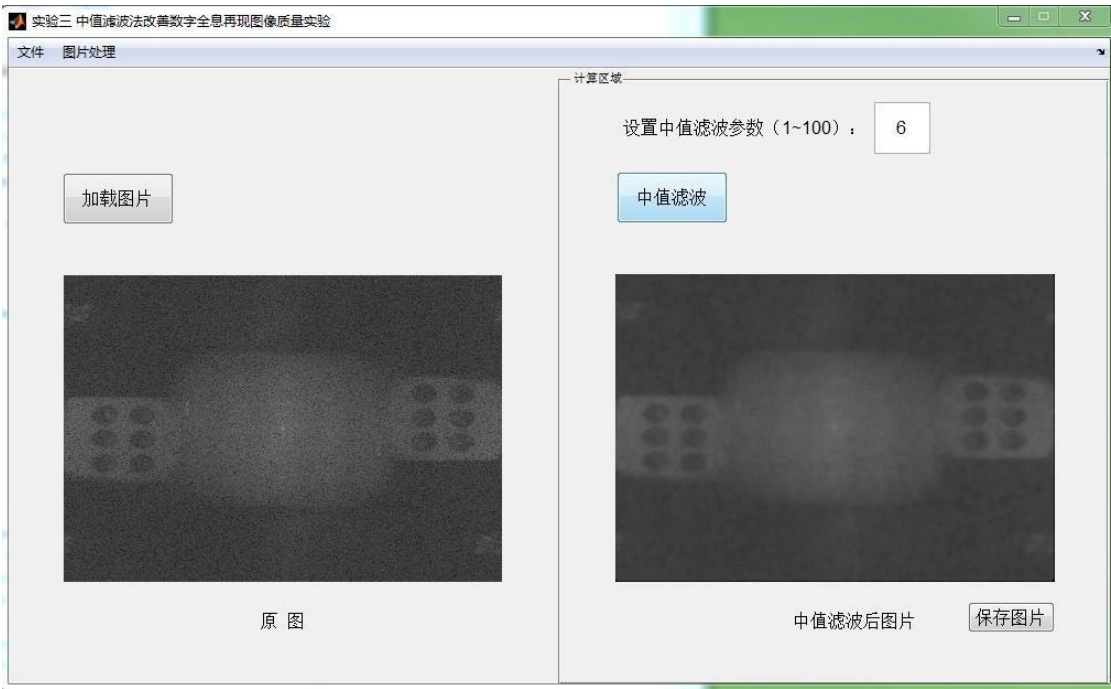 实验三 中值滤波法改善数字全息再现图像质量实验
文件 图片处理
计算区域
设置中值滤波参数（1~100）： 6
加载图片
中值滤波
原 图
中值滤波后图片
保存图片